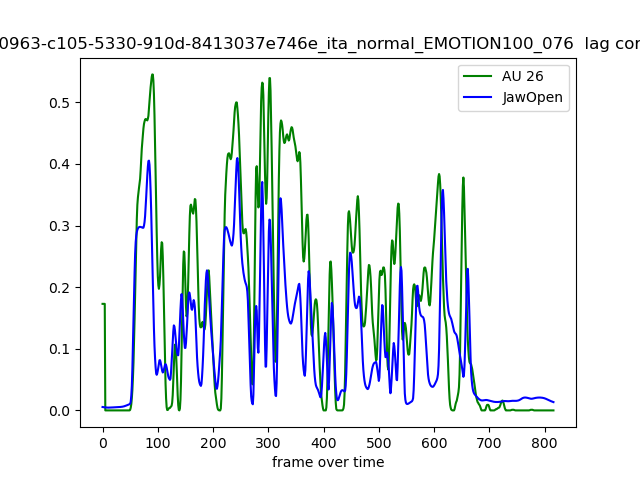 0963-c105-5330-910d-8413037e746e_ita_normal_EMOTION100_076 lag cor
AU 26
JawOpen
0.5
0.4
0.3
0.2
0.1
0.0
0 100 200 300 400 500 600 700 800
frame over time